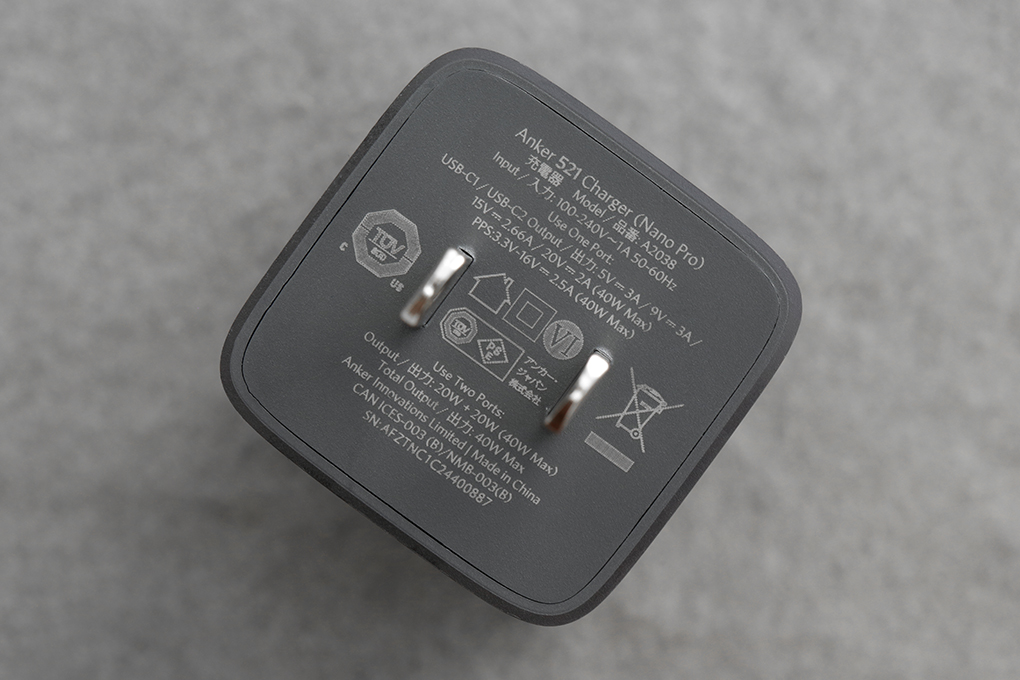 Anker 521 Charger (Nano Pro)
充電器 Model / 品番: A2038
Input / 入力: 100-240V~1A 50-60Hz
Use One Port:
USB-C1 / USB-C2 Output / 出力: 5V⎓3A / 9V⎓3A /
15V⎓2.66A / 20V⎓2A (40W Max)
PPS:3.3V-16V⎓2.5A (40W Max)
C
TÜV
SÜD
US
VI
TÜV
SÜD
PS
E
アンカー・
ジャパン
株式会社
Use Two Ports:
Output / 出力: 20W + 20W (40W Max)
Total Output / 出力: 40W Max
Anker Innovations Limited | Made in China
CAN ICES-003 (B)/NMB-003(B)
SN:AFZTNC1C24400887